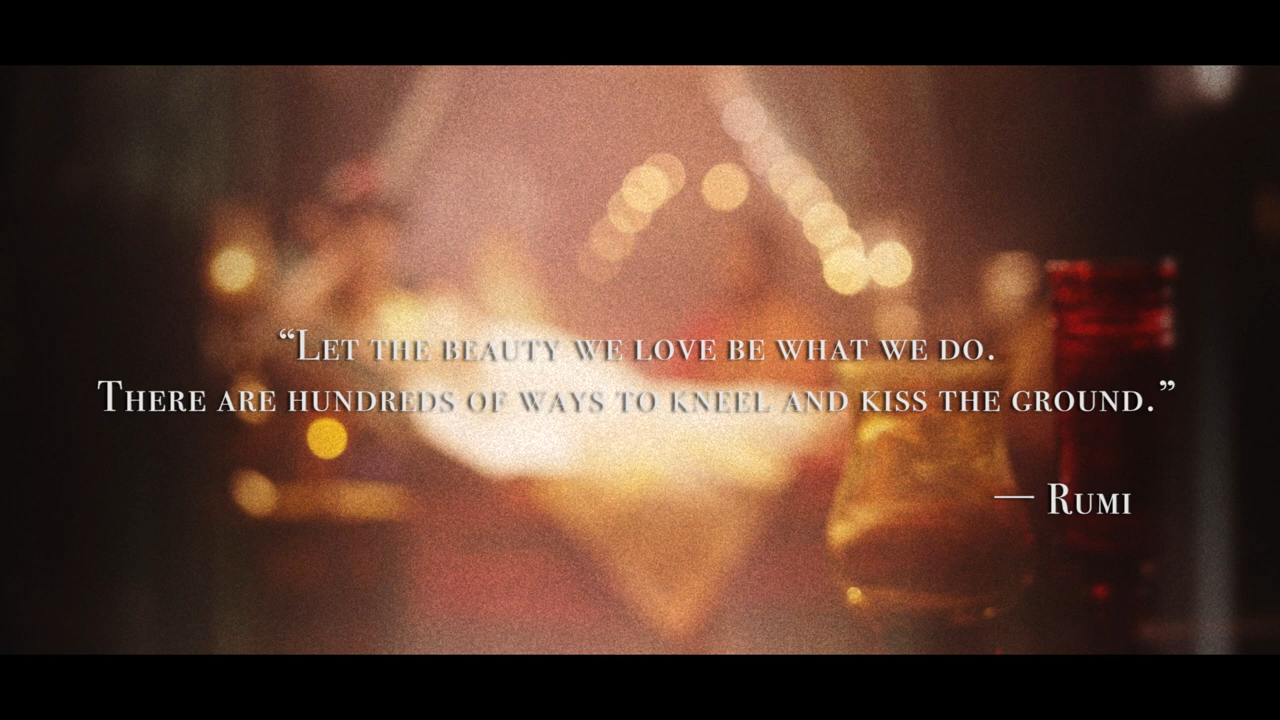 “Let the beauty we love be what we do.
There are hundreds of ways to kneel and kiss the ground.”
— Rumi